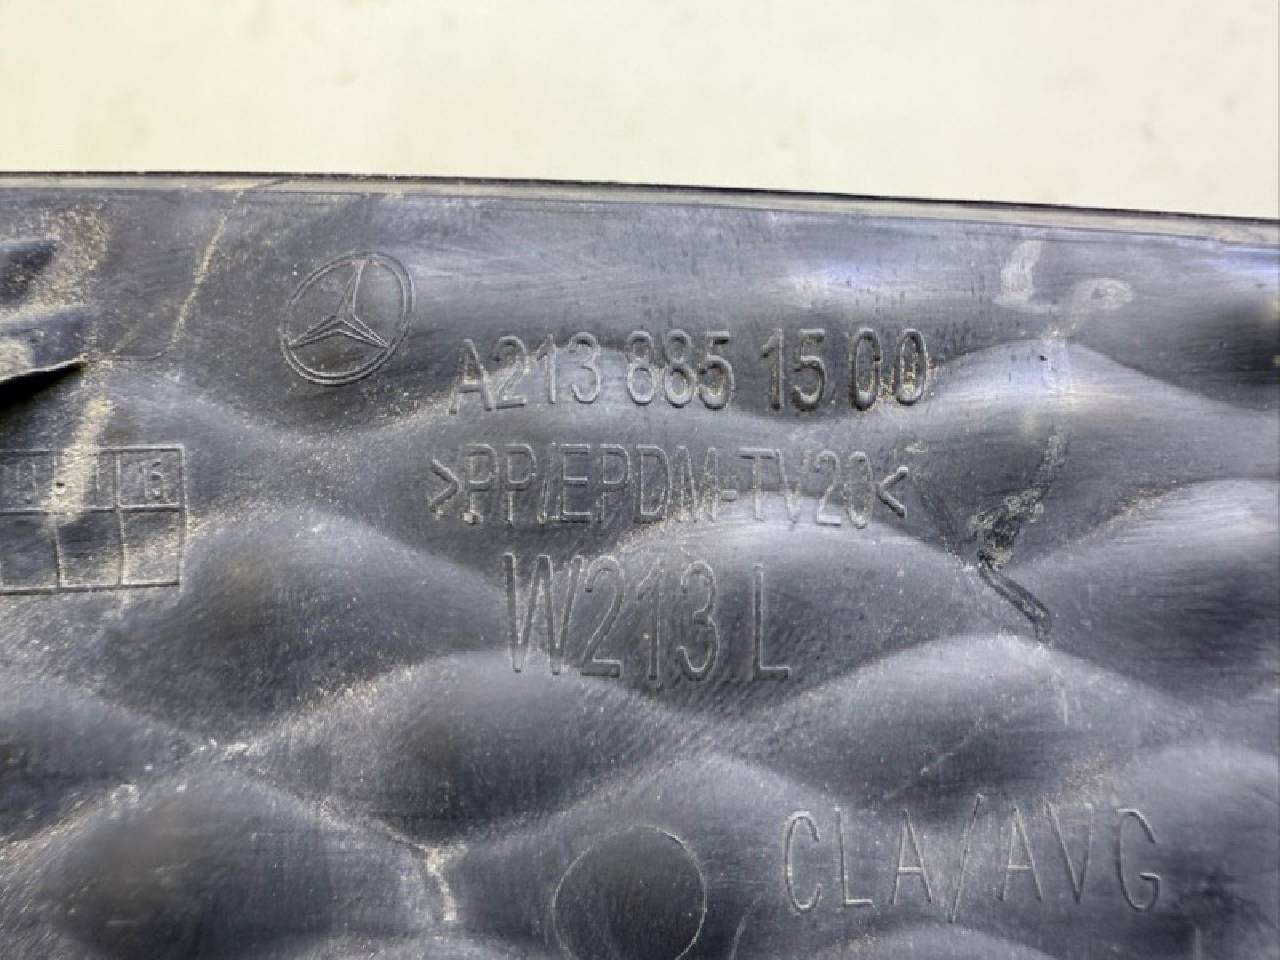 A213 885 15 00
>PP/EPDM-TV20<
W213 L
CLA/AVG